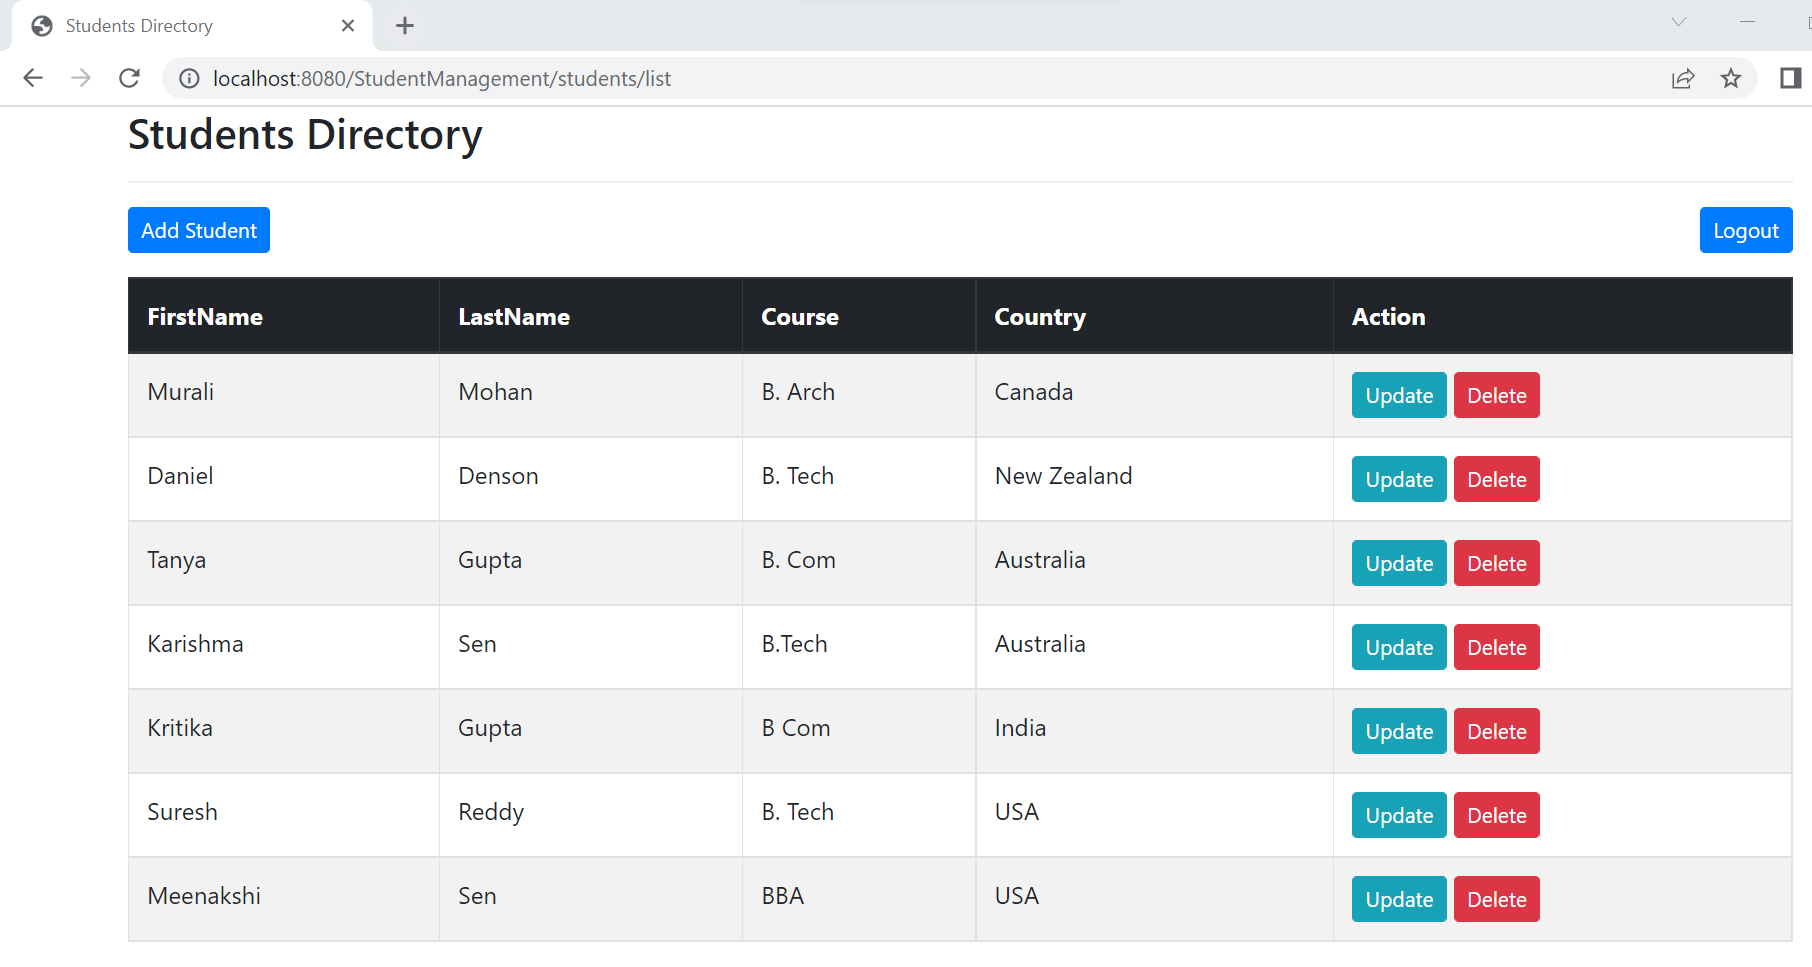 Students Directory
localhost:8080/StudentManagement/students/list
Students Directory
Add Student Logout
FirstName LastName Course Country Action
Murali Mohan B. Arch Canada Update Delete
Daniel Denson B. Tech New Zealand Update Delete
Tanya Gupta B. Com Australia Update Delete
Karishma Sen B.Tech Australia Update Delete
Kritika Gupta B Com India Update Delete
Suresh Reddy B. Tech USA Update Delete
Meenakshi Sen BBA USA Update Delete